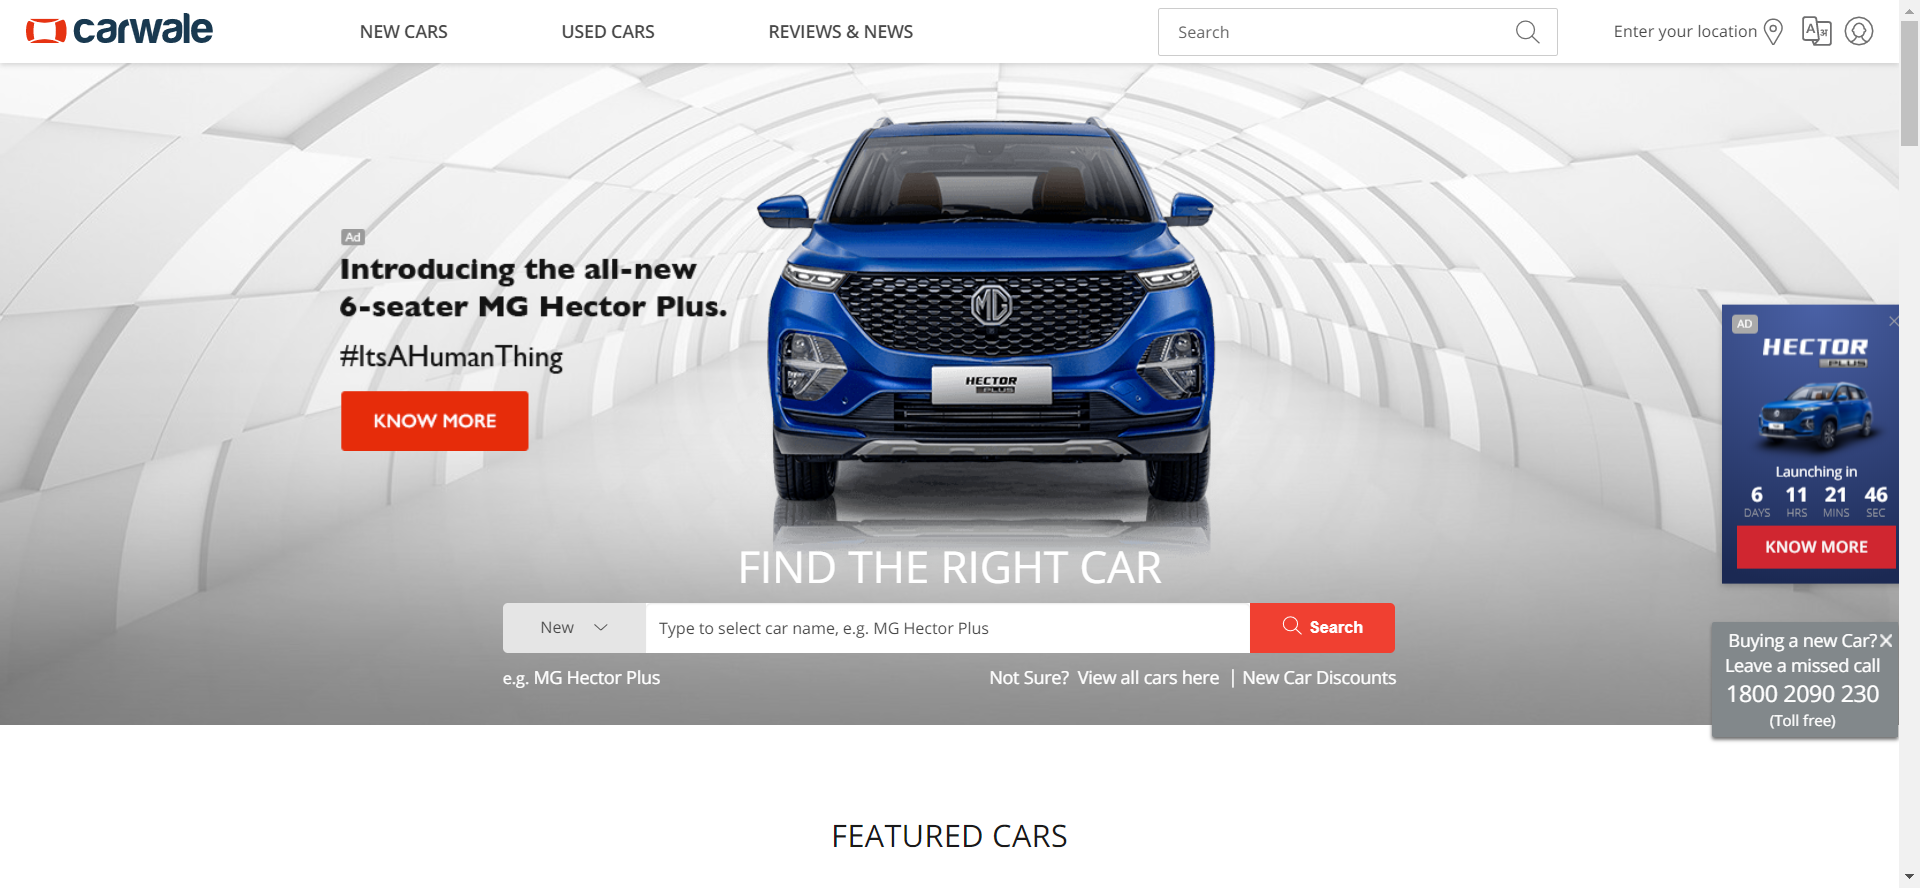 carwale
NEW CARS
USED CARS
REVIEWS & NEWS
Search
Enter your location
A अ
Ad
Introducing the all-new
6-seater MG Hector Plus.
#ItsAHumanThing
KNOW MORE
MG
HECTOR
PLUS
AD
HECTOR
PLUS
Launching in
6 11 21 46
DAYS HRS MINS SEC
KNOW MORE
FIND THE RIGHT CAR
New
Type to select car name, e.g. MG Hector Plus
Search
e.g. MG Hector Plus
Not Sure? View all cars here | New Car Discounts
Buying a new Car?
Leave a missed call
1800 2090 230
(Toll free)
FEATURED CARS